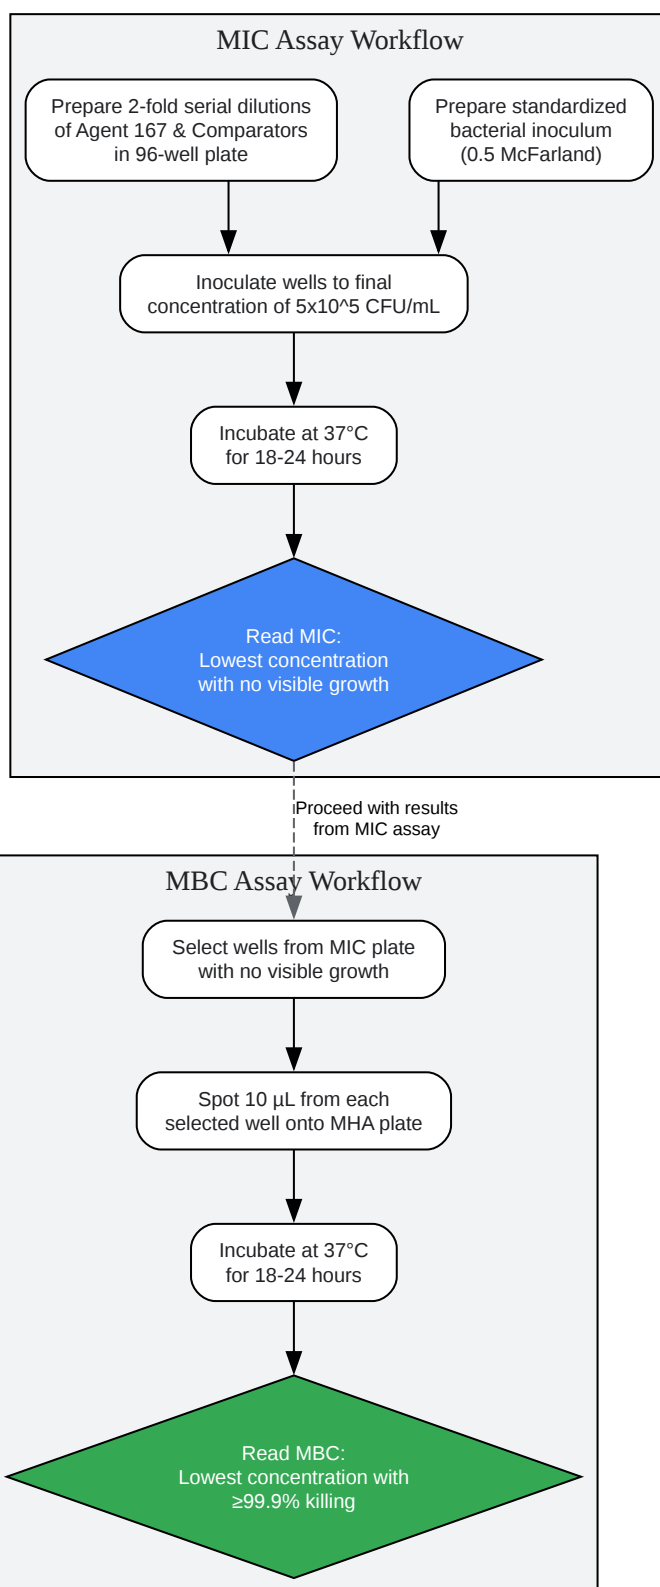 MIC Assay Workflow
Prepare 2-fold serial dilutions
of Agent 167 & Comparators
in 96-well plate
Prepare standardized
bacterial inoculum
(0.5 McFarland)
Inoculate wells to final
concentration of 5x10^5 CFU/mL
Incubate at 37°C
for 18-24 hours
Read MIC:
Lowest concentration
with no visible growth
Proceed with results
from MIC assay
MBC Assay Workflow
Select wells from MIC plate
with no visible growth
Spot 10 µL from each
selected well onto MHA plate
Incubate at 37°C
for 18-24 hours
Read MBC:
Lowest concentration with
≥99.9% killing